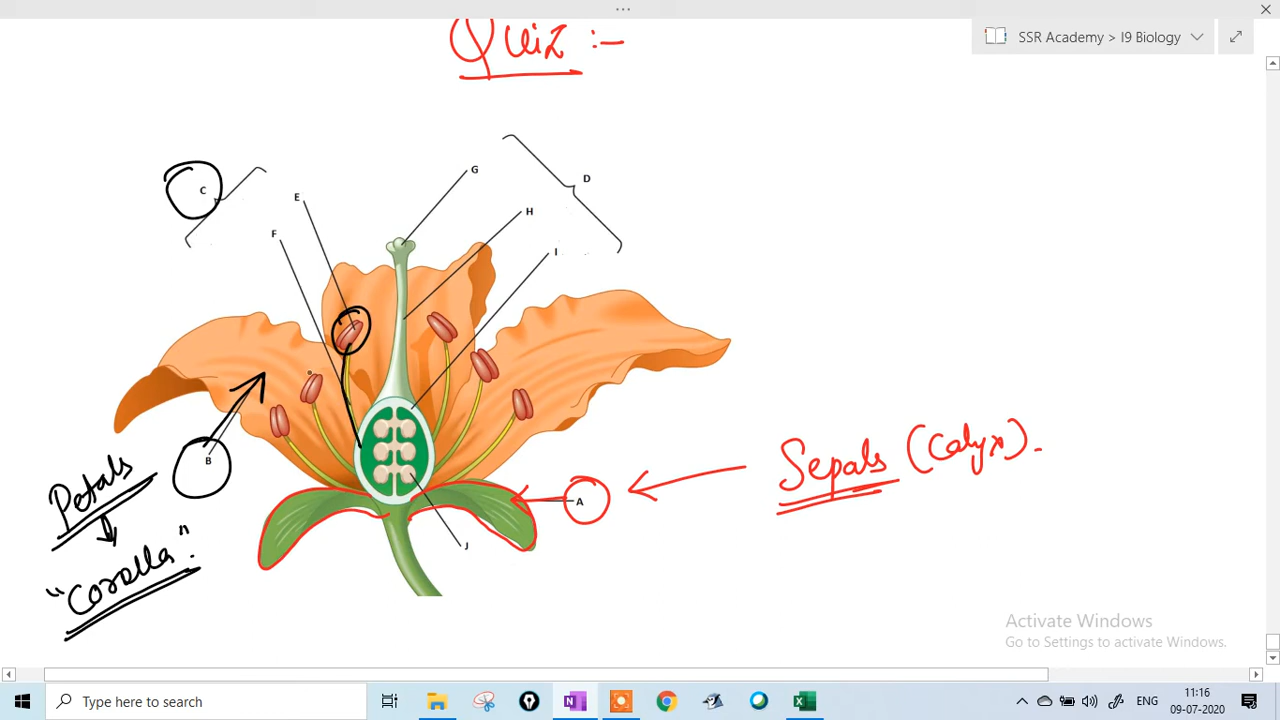 SSR Academy > I9 Biology
Quiz :-
G
D
C
E
H
F
I
B
A
J
Petals
"Corolla".
Sepals (Calyx).
Activate Windows
Go to Settings to activate Windows.
Type here to search
ENG
11:16
09-07-2020